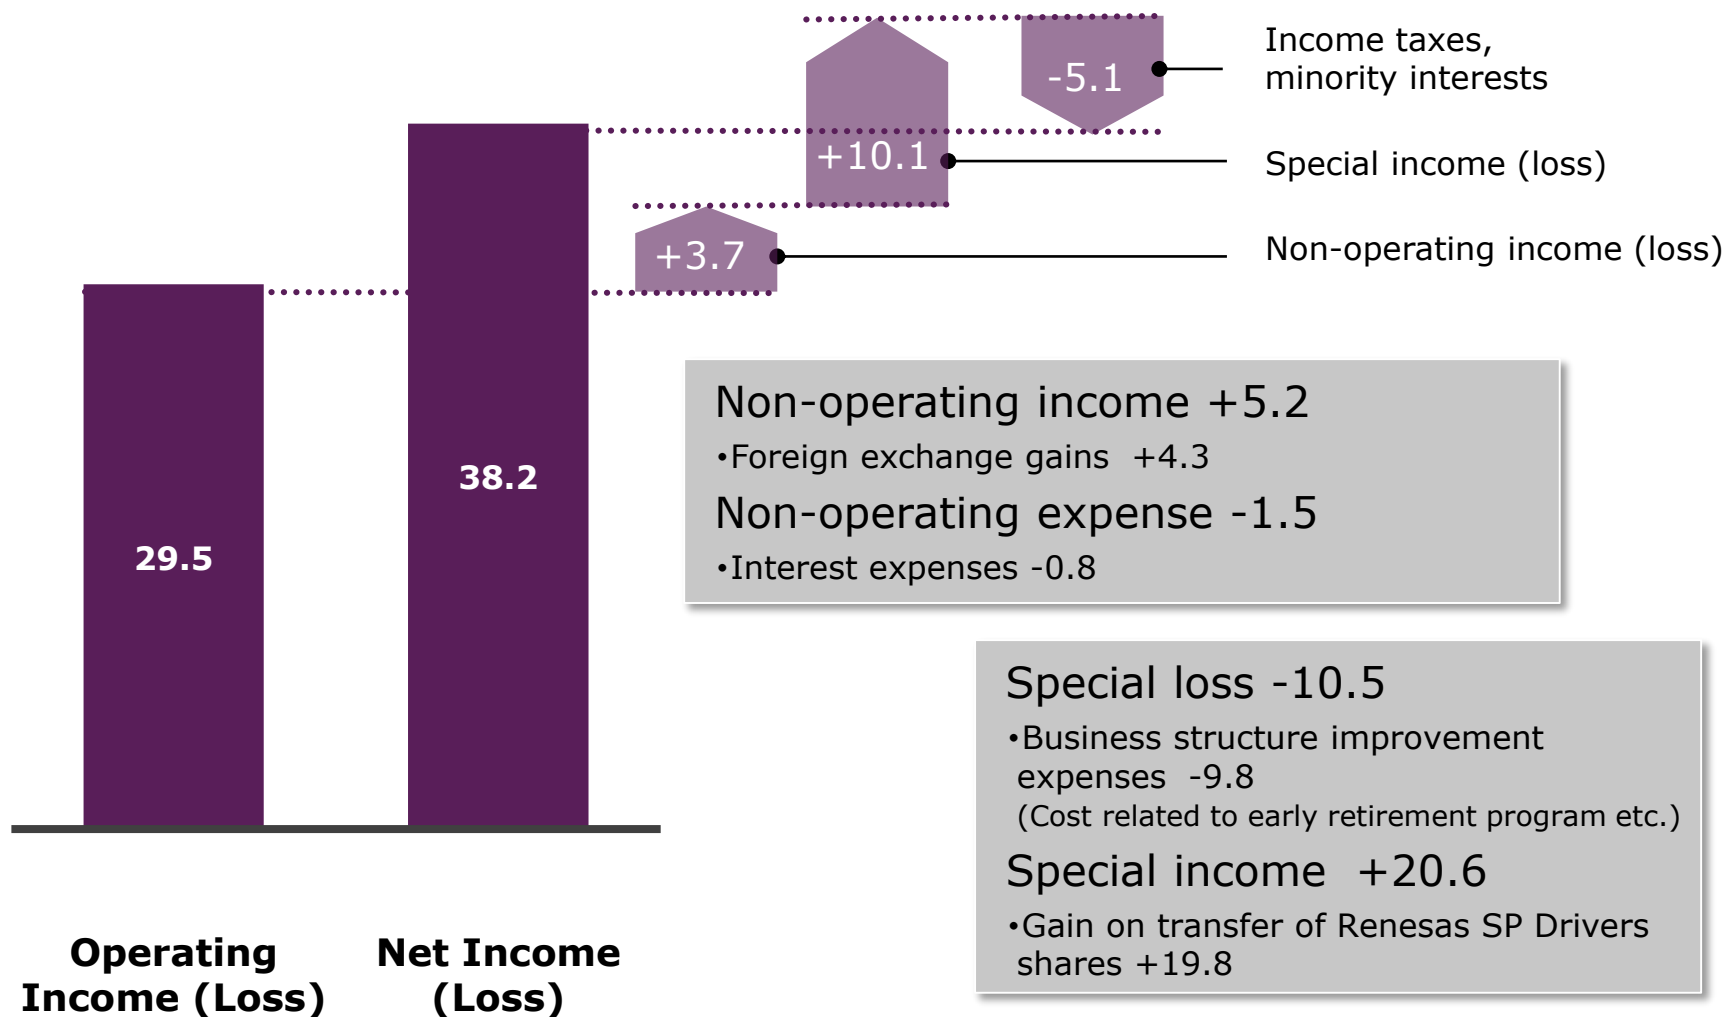 Income taxes,
minority interests
-5.1
+10.1
Special income (loss)
+3.7
Non-operating income (loss)
29.5
38.2
Non-operating income +5.2
•Foreign exchange gains  +4.3
Non-operating expense -1.5
•Interest expenses -0.8
Special loss -10.5
•Business structure improvement
expenses  -9.8
(Cost related to early retirement program etc.)
Special income  +20.6
•Gain on transfer of Renesas SP Drivers
shares +19.8
Operating
Income (Loss)
Net Income
(Loss)